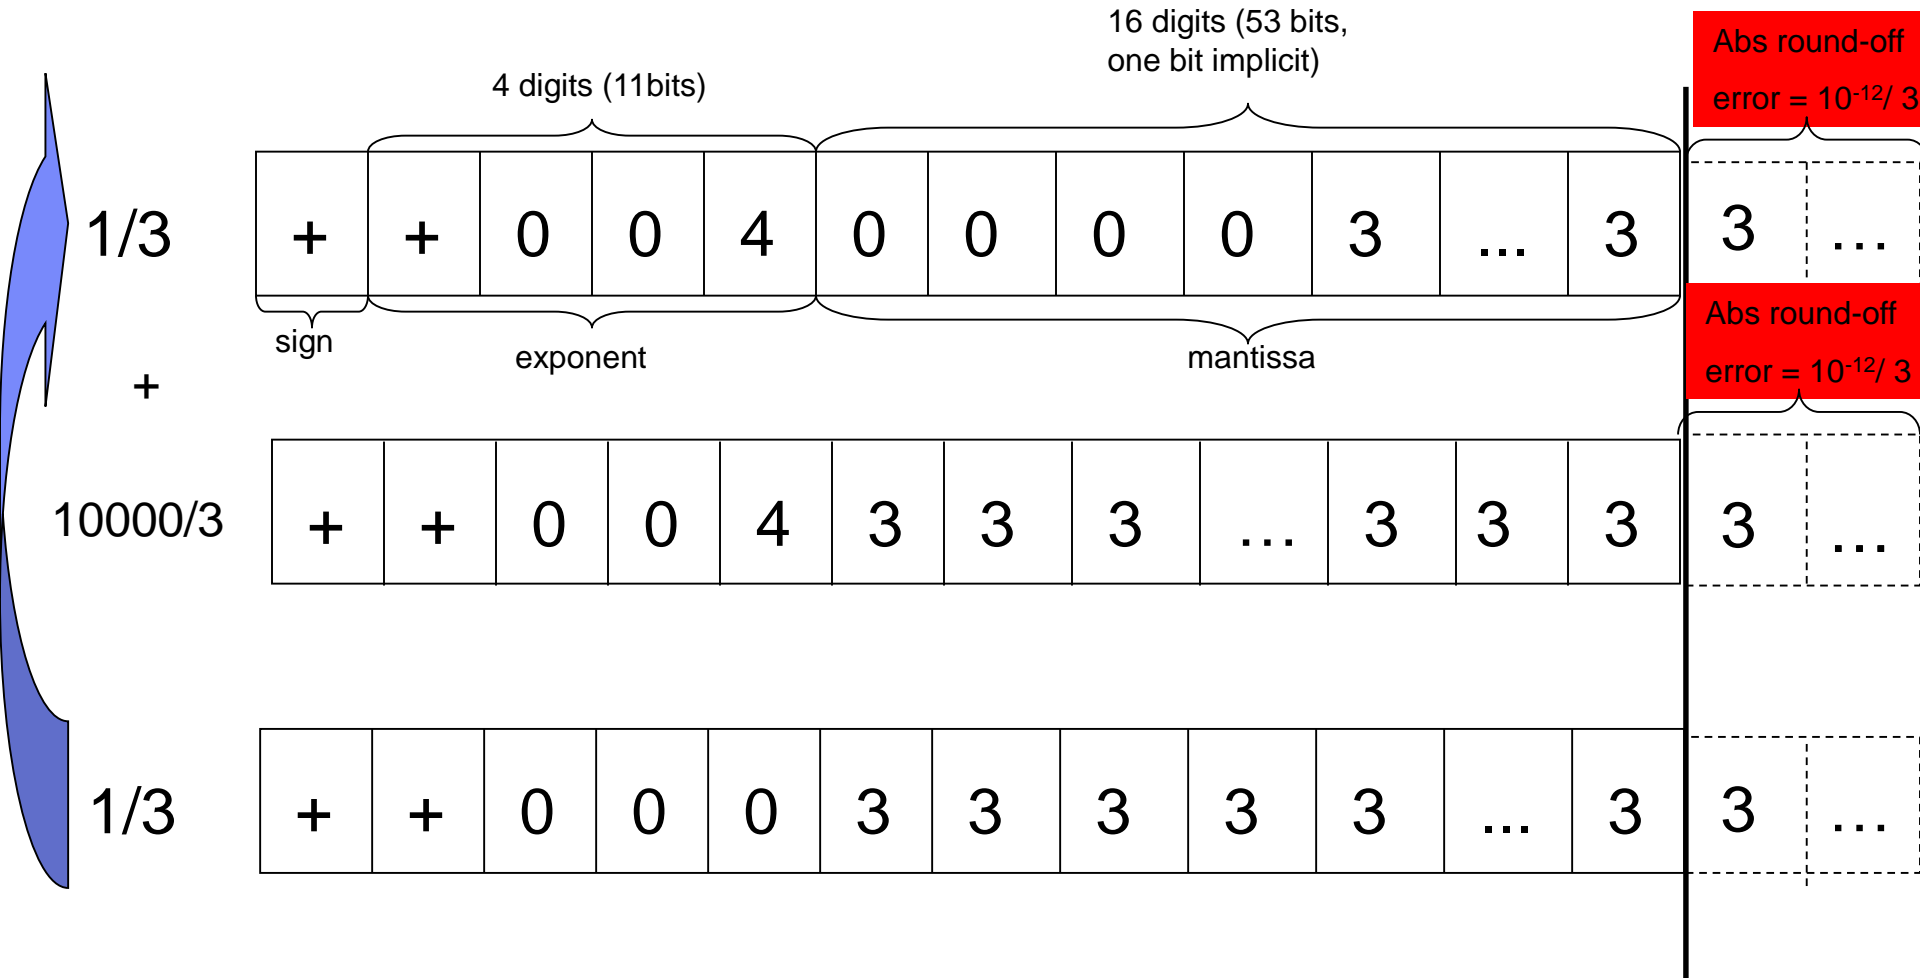 16 digits (53 bits,
one bit implicit)
Abs round-off
error = 10-12/ 3
4 digits (11bits)
1/3 + + 0 0 4 0 0 0 0 3 ... 3 3 ...
sign
exponent
mantissa
Abs round-off
error = 10-12/ 3
+
10000/3 + + 0 0 4 3 3 3 ... 3 3 3 3 ...
1/3 + + 0 0 0 3 3 3 3 3 ... 3 3 ...